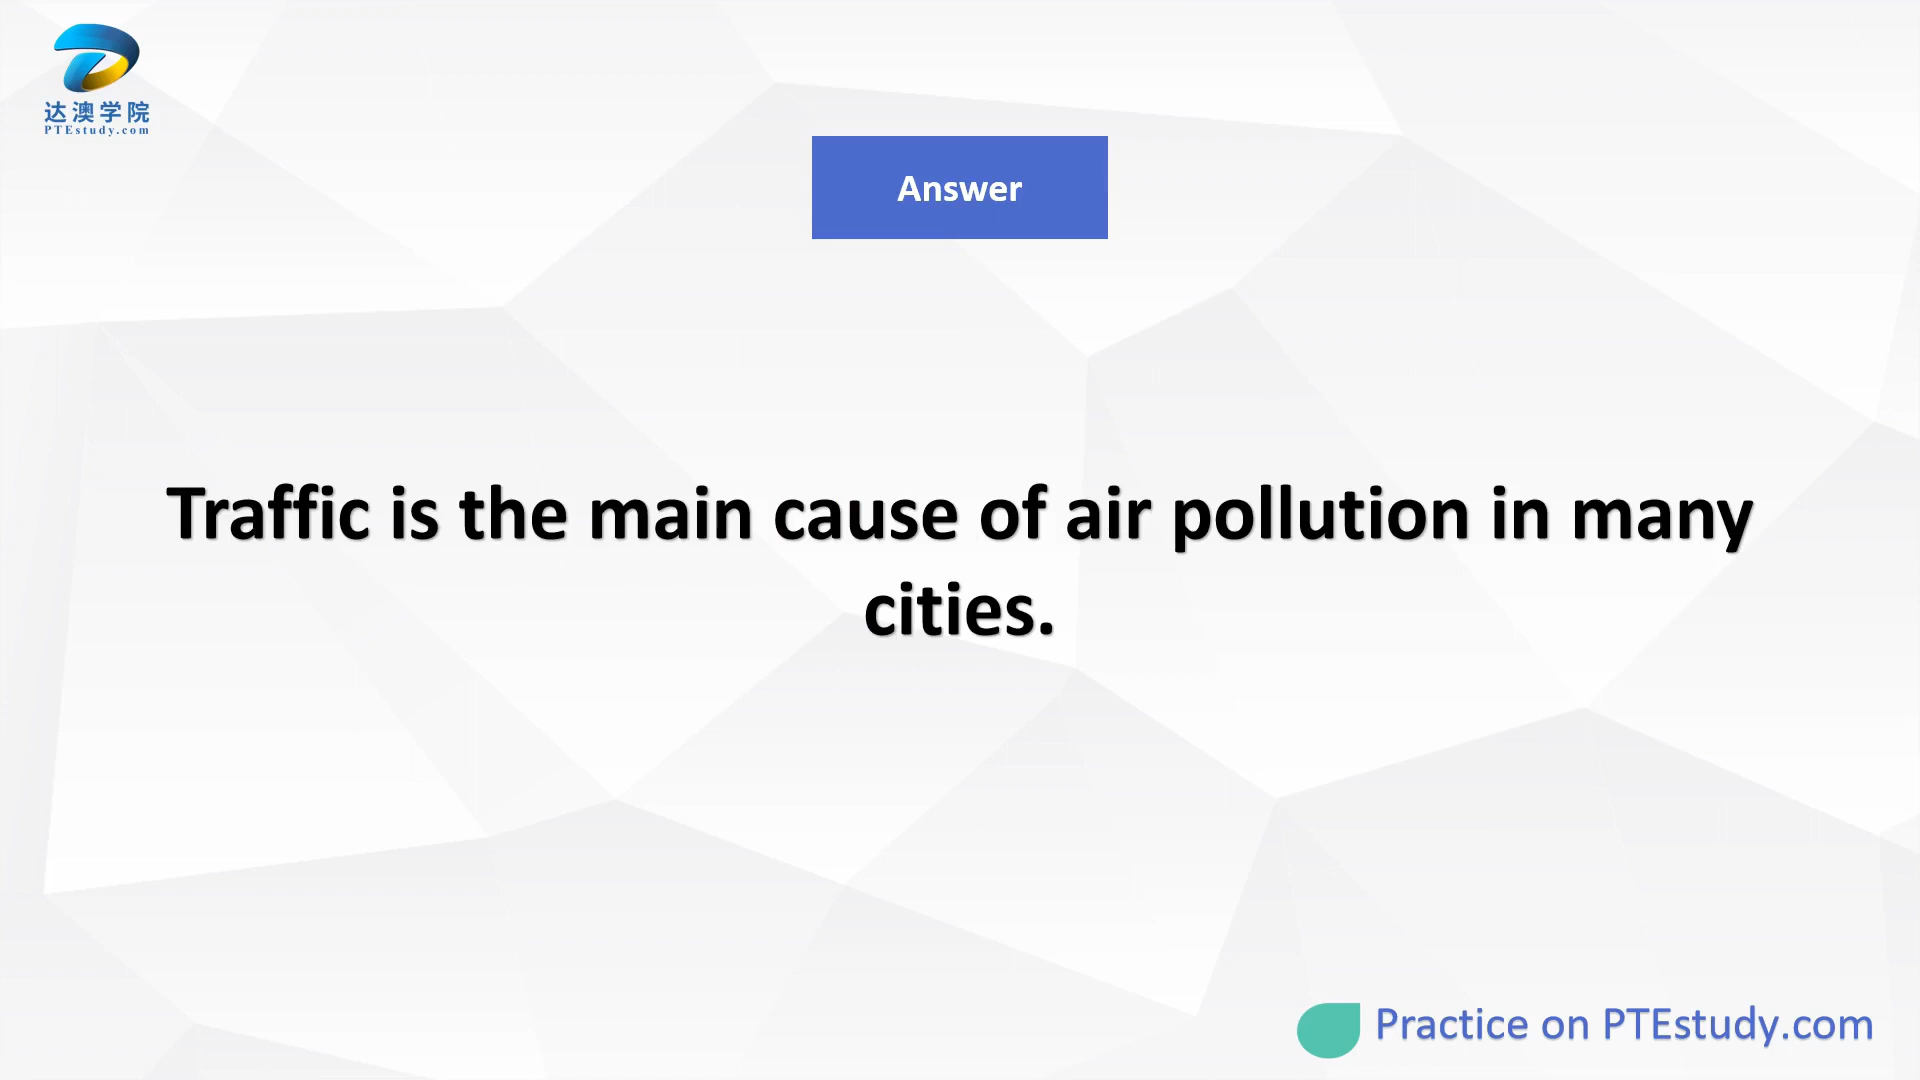 达澳学院
PTEstudy.com
Answer
Traffic is the main cause of air pollution in many
cities.
Practice on PTEstudy.com